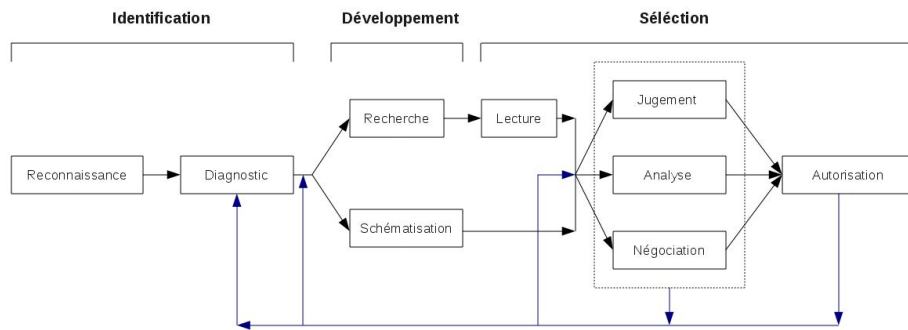 Identification
Développement
Séléction
Jugement
Recherche
Lecture
Reconnaissance
Diagnostic
Analyse
Autorisation
Schématisation
Négociation